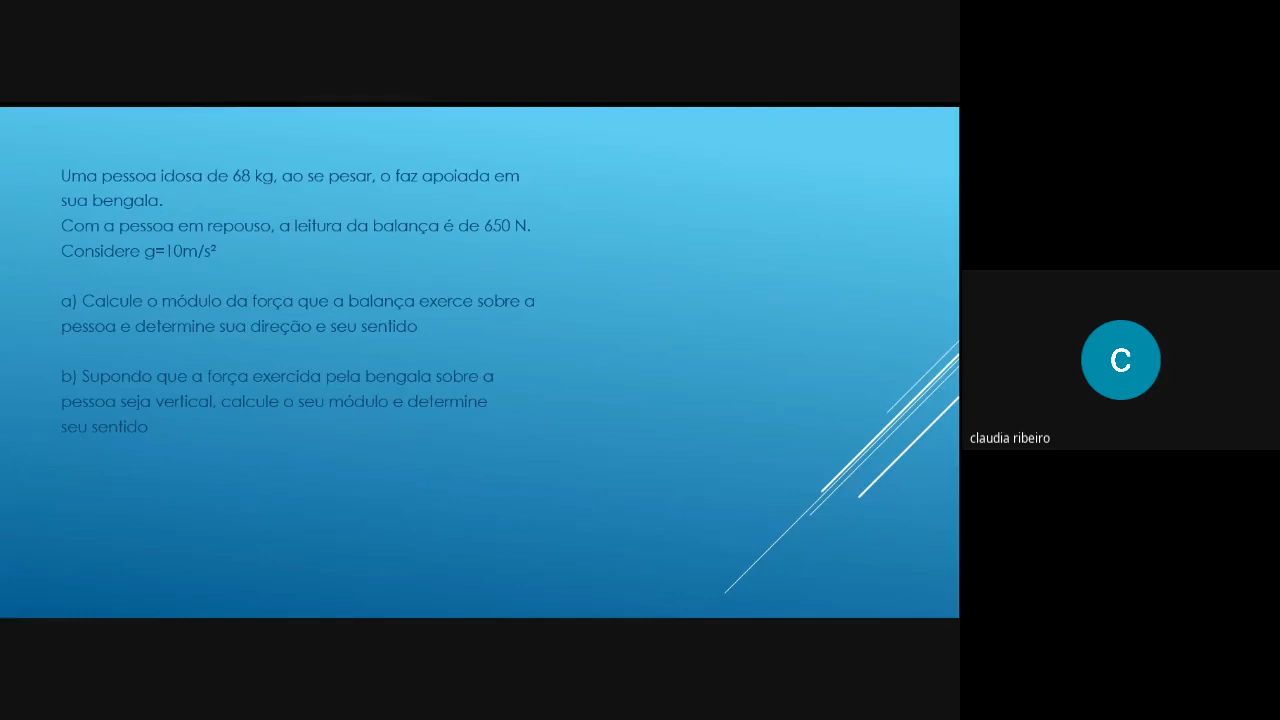 Uma pessoa idosa de 68 kg, ao se pesar, o faz apoiada em
sua bengala.
Com a pessoa em repouso, a leitura da balança é de 650 N.
Considere g=10m/s²
a) Calcule o módulo da força que a balança exerce sobre a
pessoa e determine sua direção e seu sentido
b) Supondo que a força exercida pela bengala sobre a
pessoa seja vertical, calcule o seu módulo e determine
seu sentido
C
claudia ribeiro